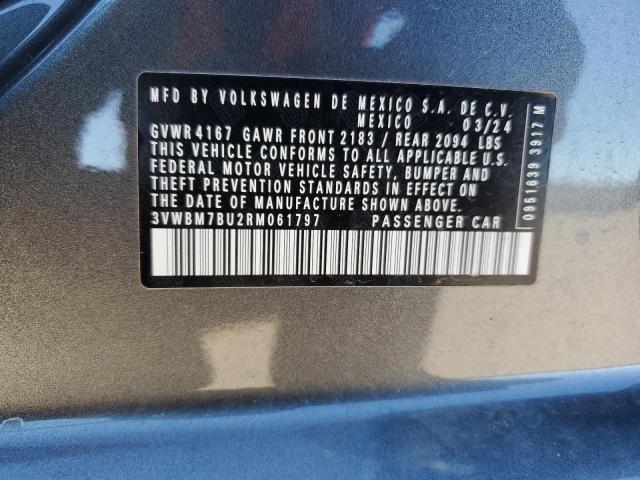 MFD BY VOLKSWAGEN DE MEXICO S.A. DE C.V.
MEXICO 03/24
GVWR 4167 GAWR FRONT 2183 / REAR 2094 LBS
THIS VEHICLE CONFORMS TO ALL APPLICABLE U.S.
FEDERAL MOTOR VEHICLE SAFETY, BUMPER AND
THEFT PREVENTION STANDARDS IN EFFECT ON
THE DATE OF MANUFACTURE SHOWN ABOVE.
3VWBM7BU2RM061797 PASSENGER CAR
0961639 3917 M